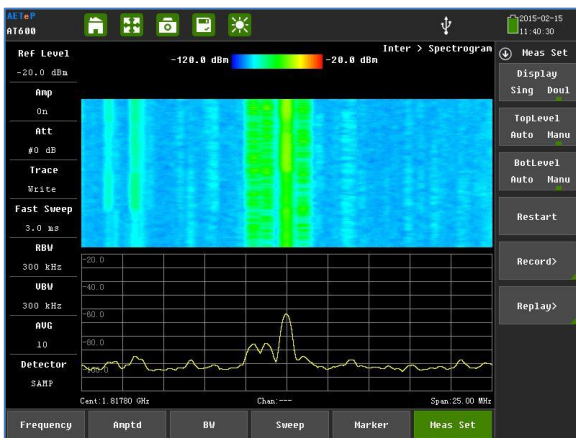 AETeP
AT600
2015-02-15
11:40:30
Ref Level
-20.0 dBm
Amp
On
Att
#0 dB
Trace
Write
Fast Sweep
3.0 ms
RBW
300 kHz
VBW
300 kHz
AVG
10
Detector
SAMP
Inter > Spectrogram
-120.0 dBm
-20.0 dBm
-20.0
-40.0
-60.0
-80.0
-100.0
Cent:1.81780 GHz
Chan:---
Span:25.00 MHz
Meas Set
Display
Sing Doul
TopLevel
Auto Manu
BotLevel
Auto Manu
Restart
Record>
Replay>
Frequency
Amptd
BW
Sweep
Marker
Meas Set